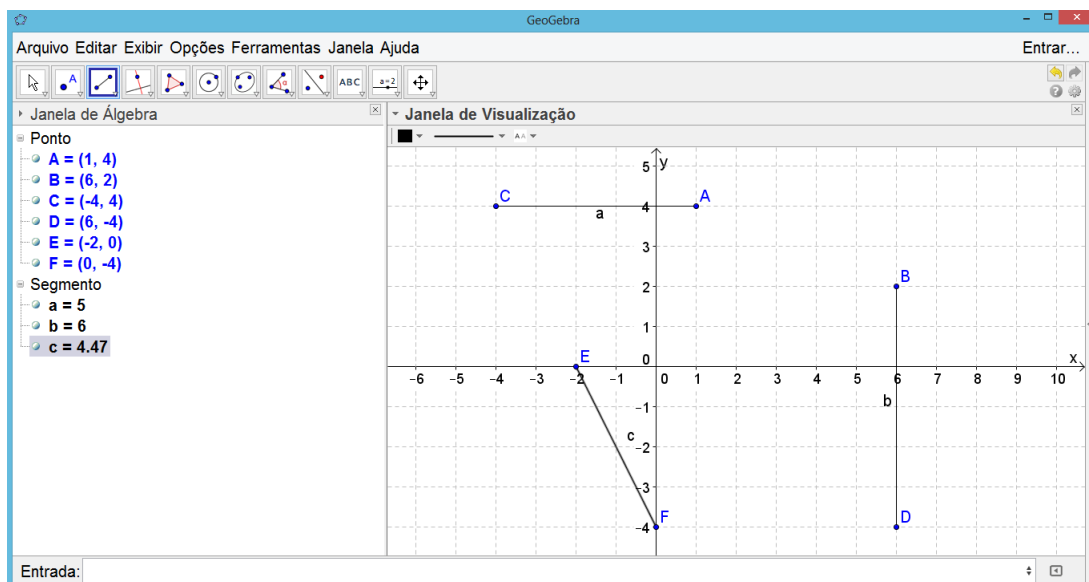 GeoGebra
Arquivo Editar Exibir Opções Ferramentas Janela Ajuda
Entrar...
A
ABC
a=2
Janela de Álgebra
Ponto
A = (1, 4)
B = (6, 2)
C = (-4, 4)
D = (6, -4)
E = (-2, 0)
F = (0, -4)
Segmento
a = 5
b = 6
c = 4.47
Janela de Visualização
AA
5 y
C A
4
a
3
B
2
1
E 0 x
-6 -5 -4 -3 -2 -1 0 1 2 3 4 5 6 7 8 9 10
-1 b
c
-2
-3
F D
-4
Entrada: